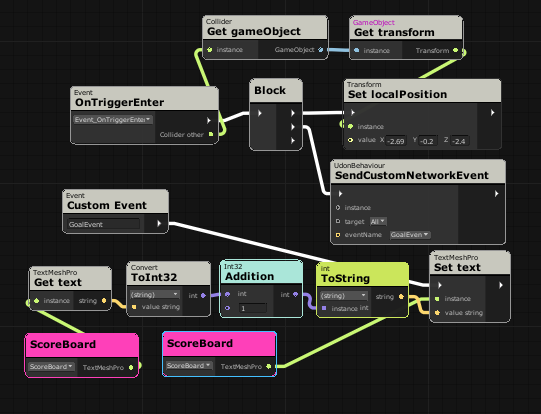 Collider
Get gameObject
instance
GameObject
GameObject
Get transform
instance
Transform
Event
OnTriggerEnter
Event_OnTriggerEnter
Collider other
Block
Transform
Set localPosition
instance
value X -2.69 Y -0.2 Z -2.4
UdonBehaviour
SendCustomNetworkEvent
instance
target All
eventName GoalEven
Event
Custom Event
GoalEvent
TextMeshPro
Get text
instance string
Convert
ToInt32
(string) int
value string
Int32
Addition
int int
1
int
ToString
(string) string
instance int
TextMeshPro
Set text
instance
value string
ScoreBoard
ScoreBoard TextMeshPro
ScoreBoard
ScoreBoard TextMeshPro